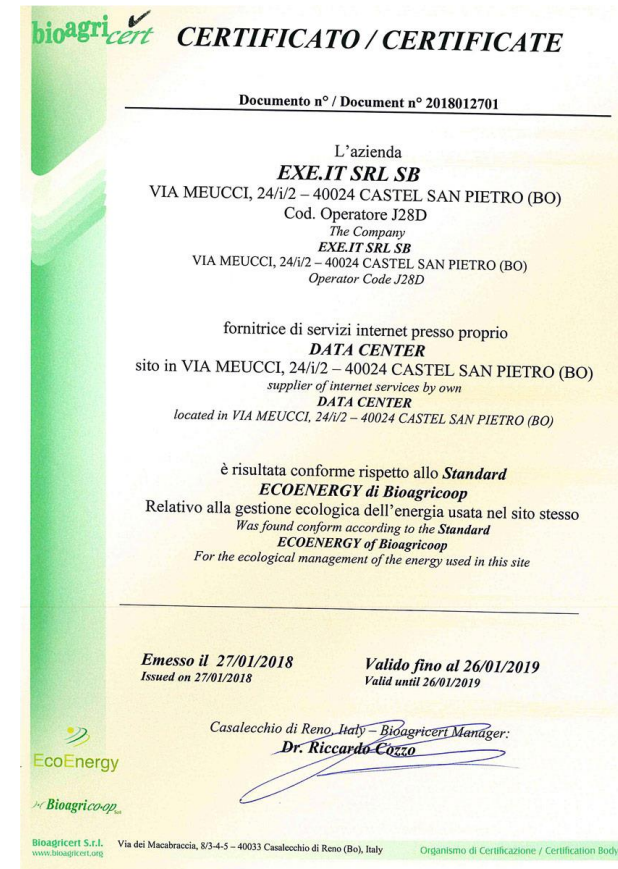 bioagricert
CERTIFICATO / CERTIFICATE
Documento n° / Document n° 2018012701
L'azienda
EXE.IT SRL SB
VIA MEUCCI, 24/i/2 – 40024 CASTEL SAN PIETRO (BO)
Cod. Operatore J28D
The Company
EXE.IT SRL SB
VIA MEUCCI, 24/i/2 – 40024 CASTEL SAN PIETRO (BO)
Operator Code J28D
fornitrice di servizi internet presso proprio
DATA CENTER
sito in VIA MEUCCI, 24/i/2 – 40024 CASTEL SAN PIETRO (BO)
supplier of internet services by own
DATA CENTER
located in VIA MEUCCI, 24/i/2 – 40024 CASTEL SAN PIETRO (BO)
è risultata conforme rispetto allo Standard
ECOENERGY di Bioagricoop
Relativo alla gestione ecologica dell'energia usata nel sito stesso
Was found conform according to the Standard
ECOENERGY of Bioagricoop
For the ecological management of the energy used in this site
Emesso il 27/01/2018
Issued on 27/01/2018
Valido fino al 26/01/2019
Valid until 26/01/2019
Casalecchio di Reno, Italy – Bioagricert Manager:
Dr. Riccardo Cozzo
EcoEnergy
Bioagricoop
Bioagricert S.r.l.
www.bioagricert.org
Via dei Macabraccia, 8/3-4-5 – 40033 Casalecchio di Reno (Bo), Italy
Organismo di Certificazione / Certification Body